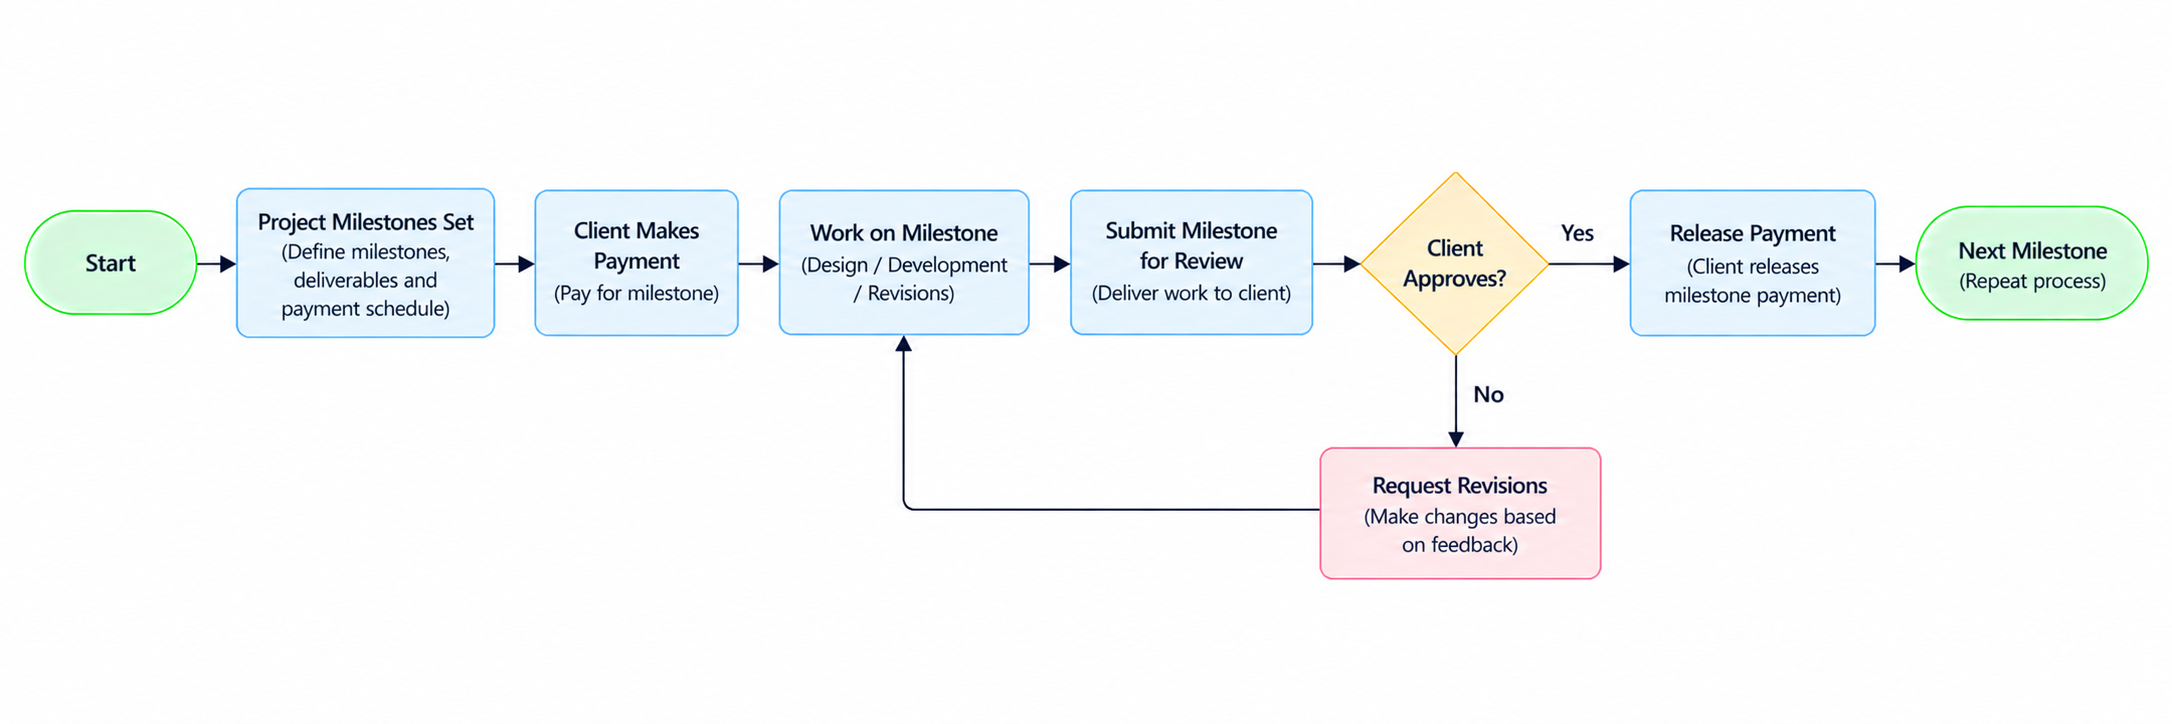 Start
Project Milestones Set
(Define milestones,
deliverables and
payment schedule)
Client Makes
Payment
(Pay for milestone)
Work on Milestone
(Design / Development
/ Revisions)
Submit Milestone
for Review
(Deliver work to client)
Client
Approves?
Yes
Release Payment
(Client releases
milestone payment)
Next Milestone
(Repeat process)
No
Request Revisions
(Make changes based
on feedback)